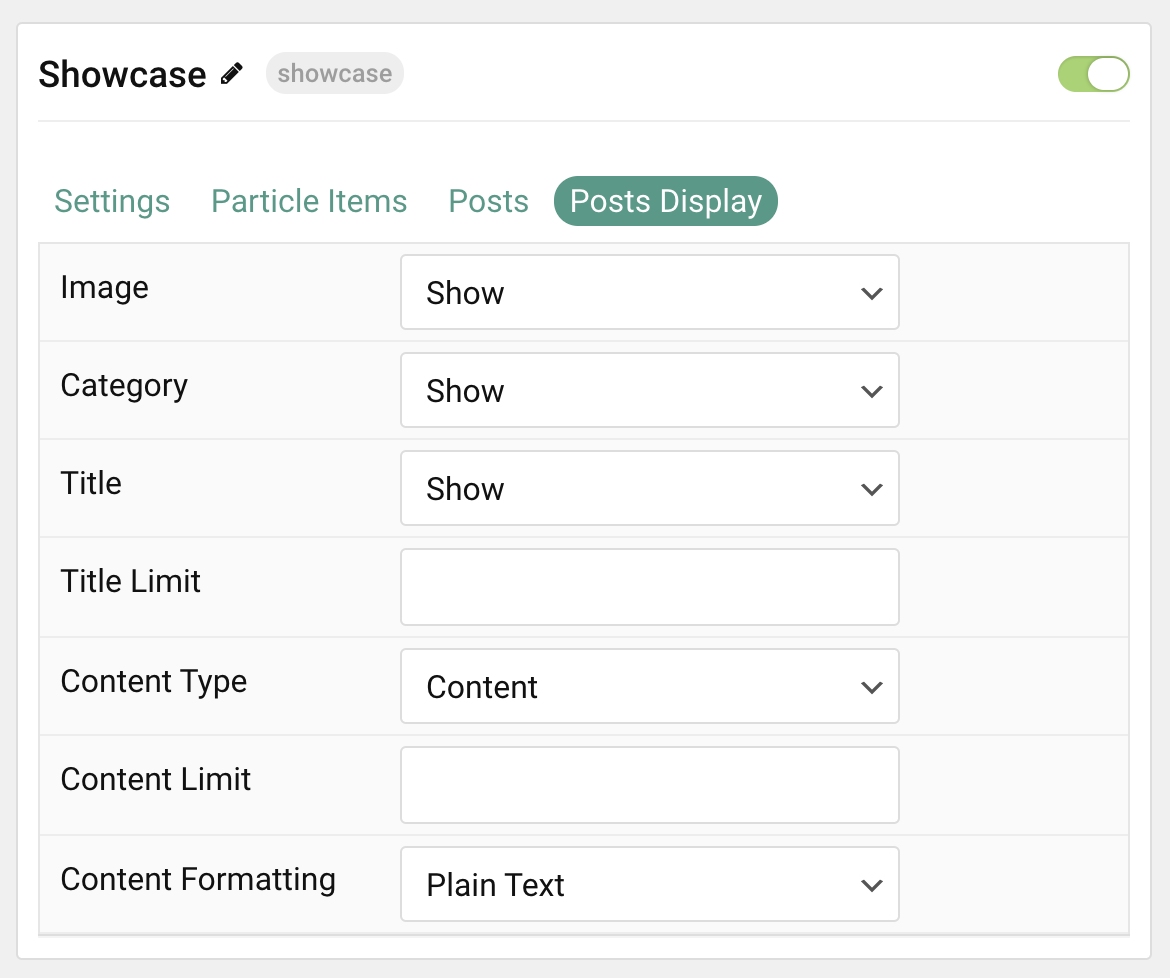 Showcase showcase
Settings Particle Items Posts Posts Display
Image Show
Category Show
Title Show
Title Limit
Content Type Content
Content Limit
Content Formatting Plain Text